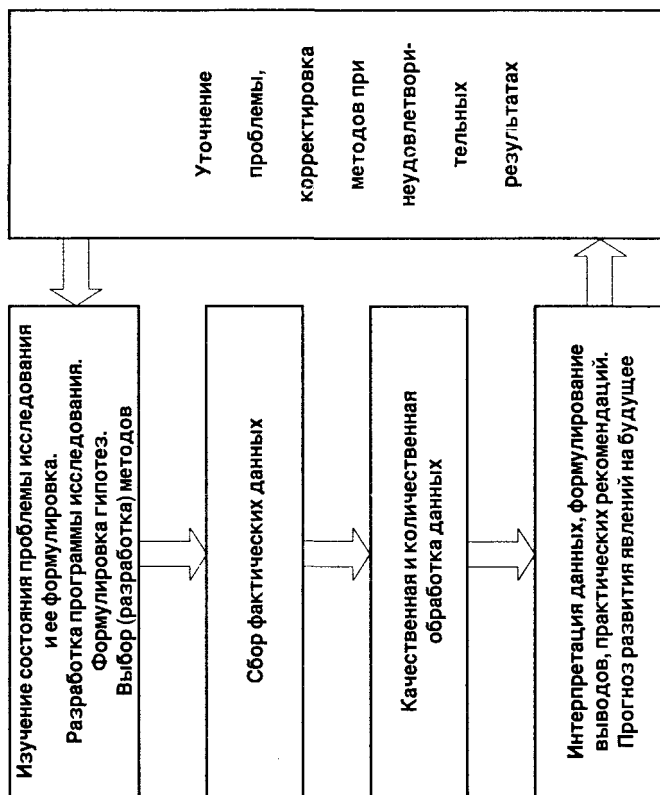 Изучение состояния проблемы исследования
и ее формулировка.
Разработка программы исследования.
Формулировка гипотез.
Выбор (разработка) методов
Сбор фактических данных
Качественная и количественная
обработка данных
Интерпретация данных, формулирование
выводов, практических рекомендаций.
Прогноз развития явлений на будущее
Уточнение
проблемы,
корректировка
методов при
неудовлетвори-
тельных
результатах